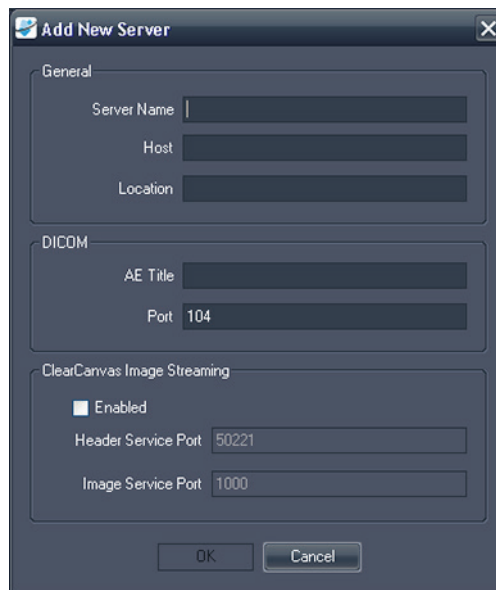 Add New Server
General
Server Name
Host
Location
DICOM
AE Title
Port 104
ClearCanvas Image Streaming
Enabled
Header Service Port 50221
Image Service Port 1000
OK Cancel